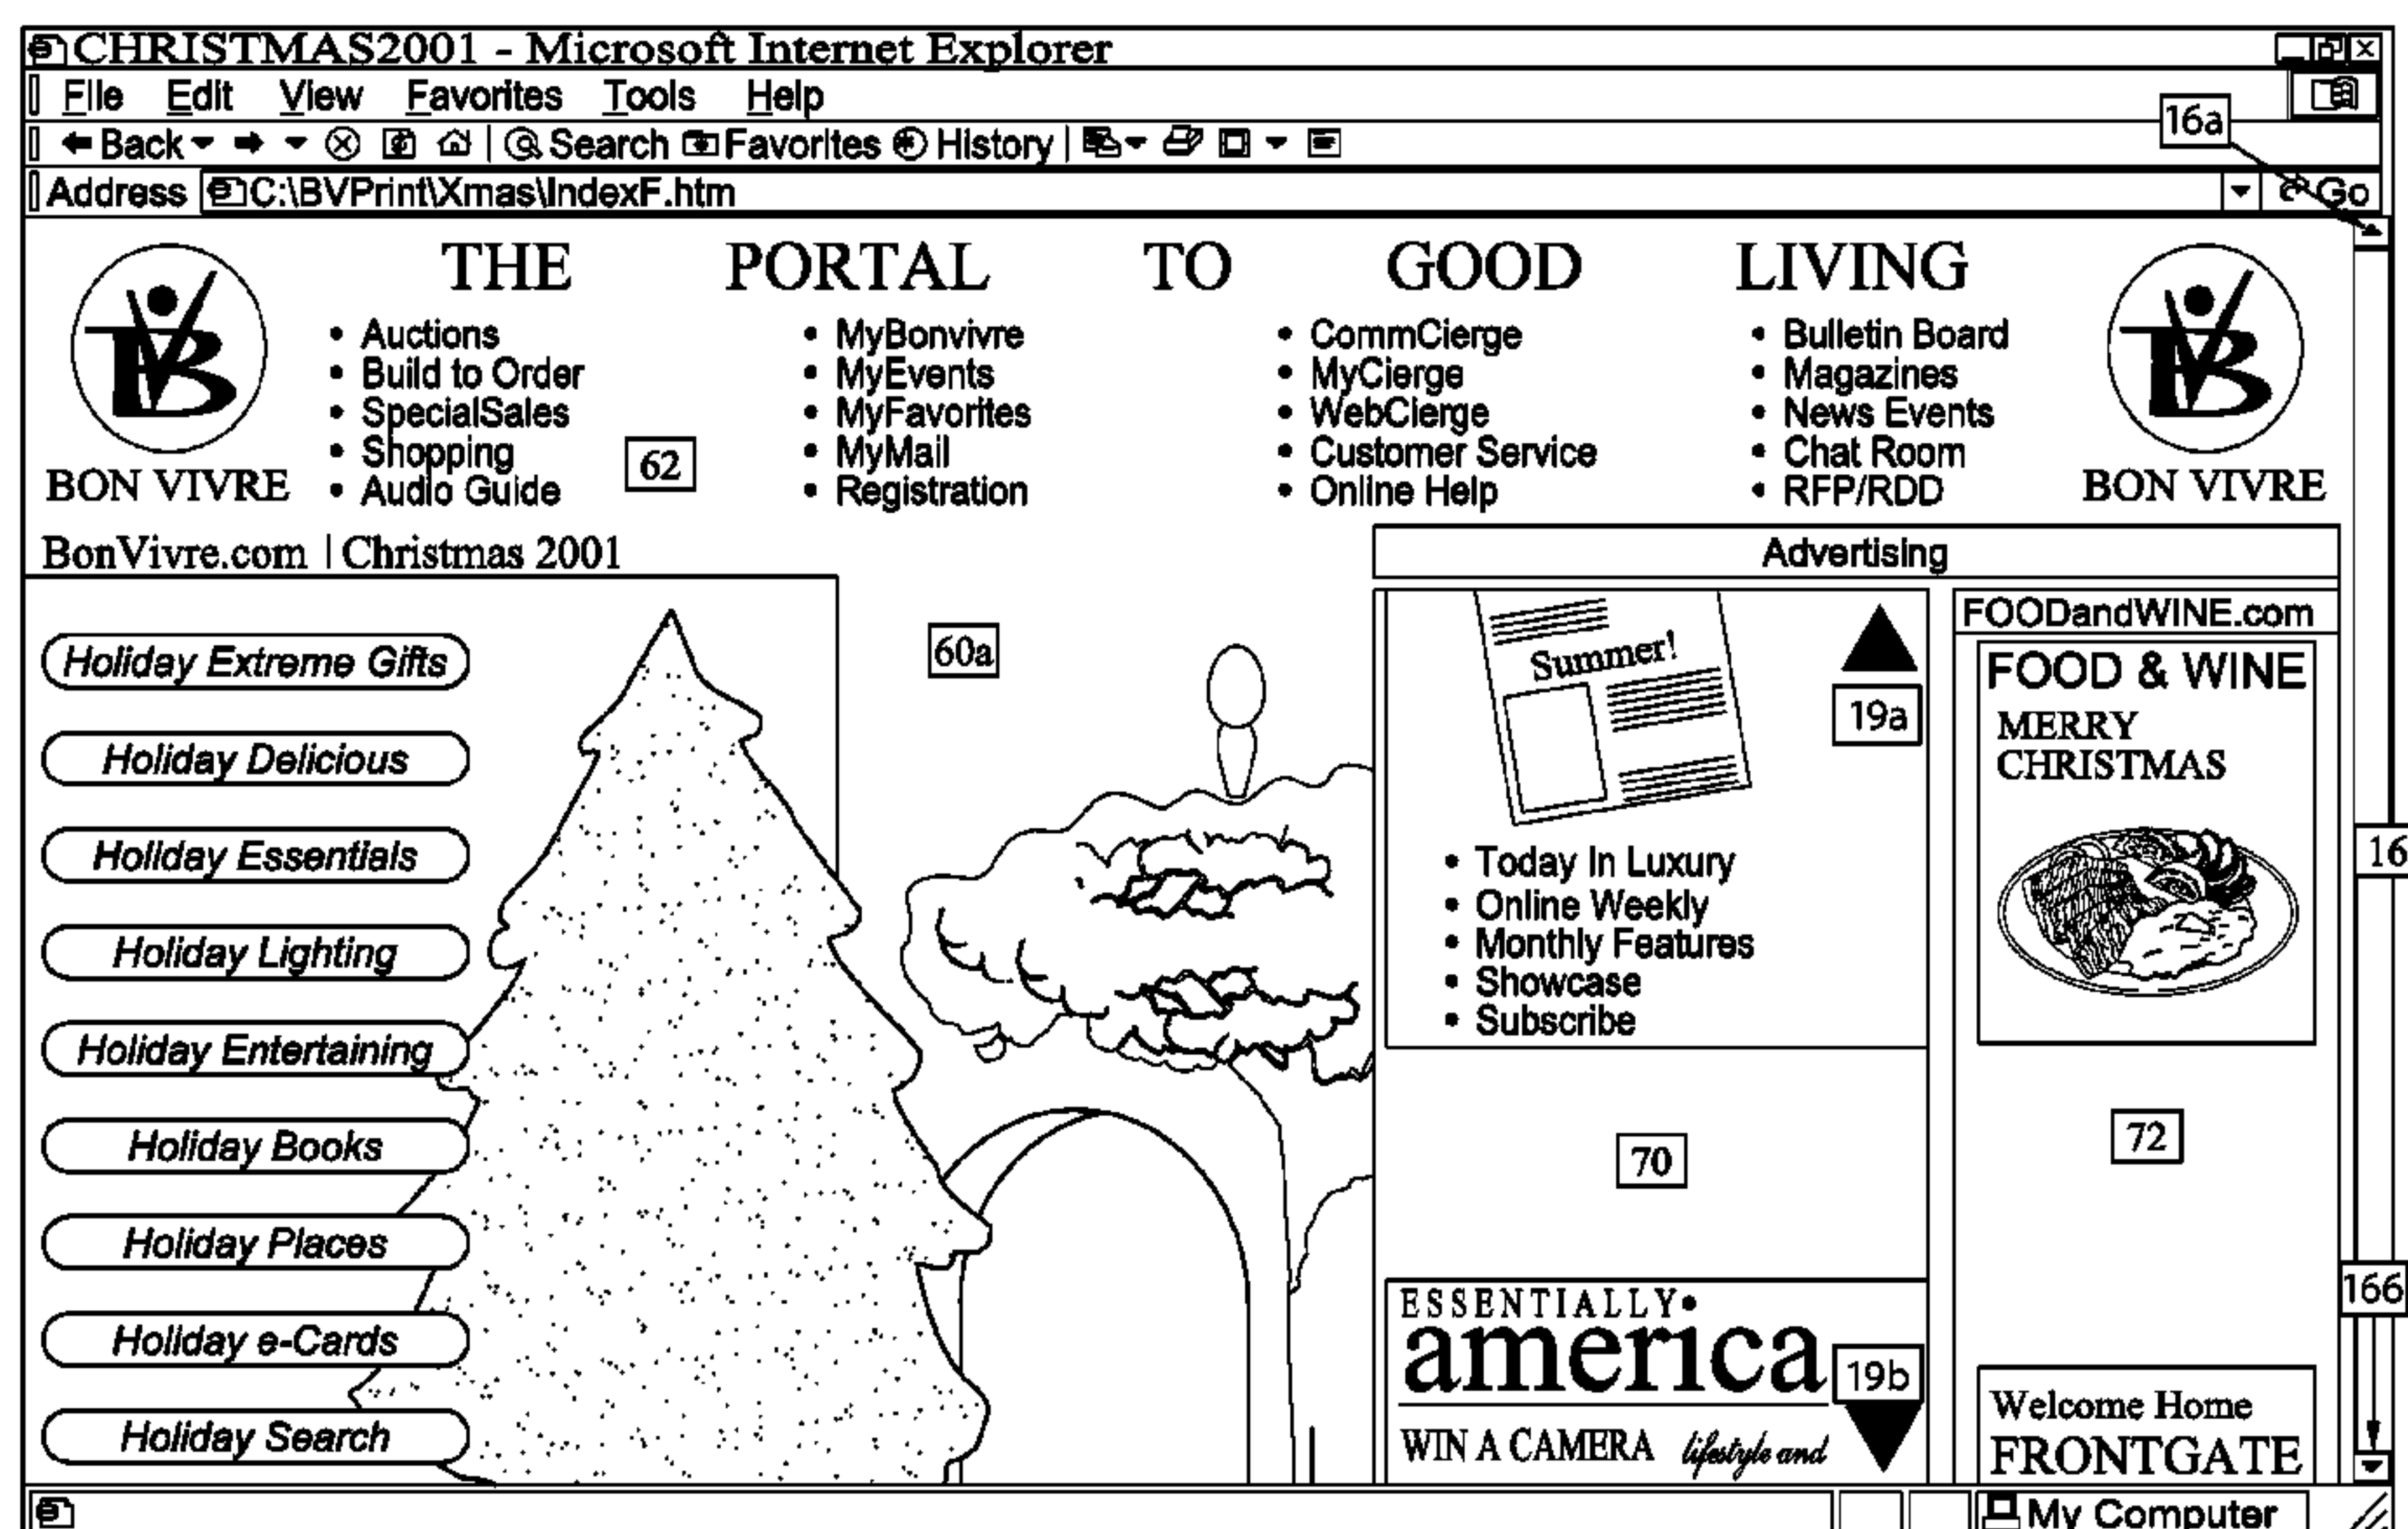 CHRISTMAS2001 - Microsoft Internet Explorer
File Edit View Favorites Tools Help
16a
Back Search Favorites History
Address C:\BVPrint\Xmas\IndexF.htm Go
THE PORTAL TO GOOD LIVING
• Auctions
• Build to Order
• SpecialSales
• Shopping
• Audio Guide
62
• MyBonvivre
• MyEvents
• MyFavorites
• MyMail
• Registration
• CommCierge
• MyCierge
• WebCierge
• Customer Service
• Online Help
• Bulletin Board
• Magazines
• News Events
• Chat Room
• RFP/RDD
VB
BON VIVRE
VB
BON VIVRE
BonVivre.com | Christmas 2001
Holiday Extreme Gifts
Holiday Delicious
Holiday Essentials
Holiday Lighting
Holiday Entertaining
Holiday Books
Holiday Places
Holiday e-Cards
Holiday Search
60a
Advertising
Summer!
19a
• Today In Luxury
• Online Weekly
• Monthly Features
• Showcase
• Subscribe
70
ESSENTIALLY•
america
19b
WIN A CAMERA lifestyle and
FOODandWINE.com
FOOD & WINE
MERRY
CHRISTMAS
72
Welcome Home
FRONTGATE
16
166
My Computer